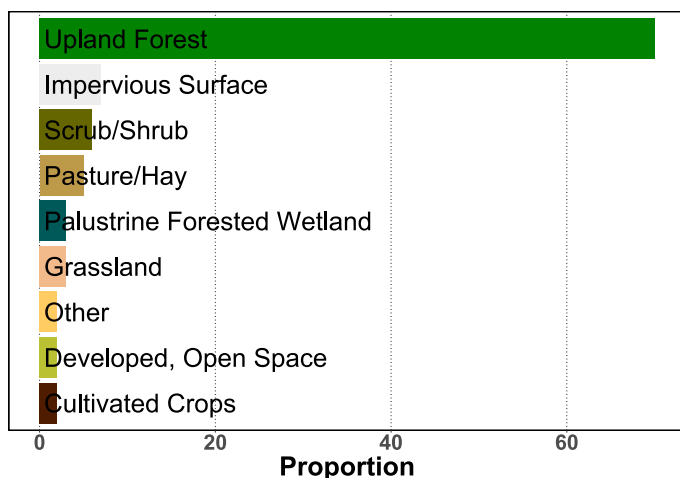 Upland Forest
Impervious Surface
Scrub/Shrub
Pasture/Hay
Palustrine Forested Wetland
Grassland
Other
Developed, Open Space
Cultivated Crops
0 20 40 60
Proportion